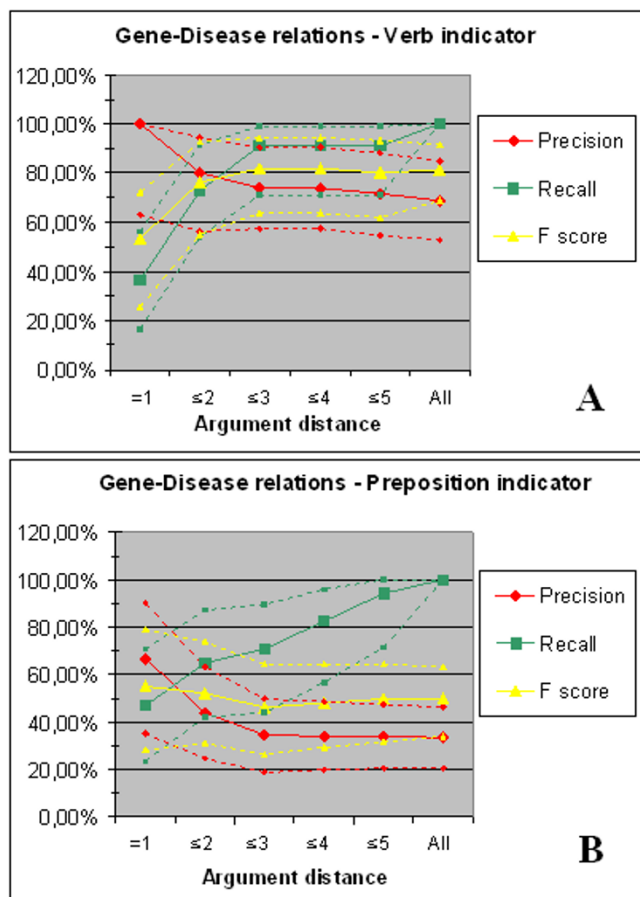 Gene-Disease relations - Verb indicator
120,00%
100,00%
80,00%
60,00%
40,00%
20,00%
0,00%
=1 ≤2 ≤3 ≤4 ≤5 All
Argument distance
Precision
Recall
F score
A
Gene-Disease relations - Preposition indicator
120,00%
100,00%
80,00%
60,00%
40,00%
20,00%
0,00%
=1 ≤2 ≤3 ≤4 ≤5 All
Argument distance
Precision
Recall
F score
B